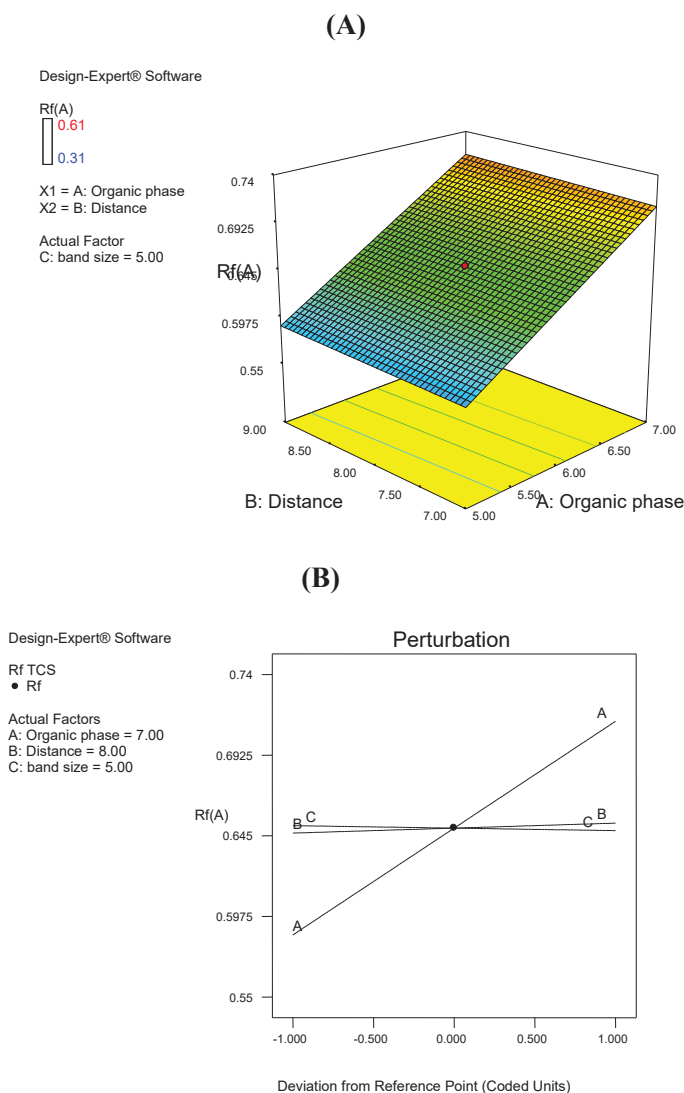 (A)
Design-Expert® Software
Rf(A)
0.61
0.31
X1 = A: Organic phase
X2 = B: Distance
Actual Factor
C: band size = 5.00
0.74
0.6925
0.645
0.5975
0.55
Rf(A)
9.00
8.50
8.00
7.50
7.00
5.00
5.50
6.00
6.50
7.00
B: Distance
A: Organic phase
(B)
Design-Expert® Software
Rf TCS
Rf
Actual Factors
A: Organic phase = 7.00
B: Distance = 8.00
C: band size = 5.00
Perturbation
0.74
0.6925
0.645
0.5975
0.55
Rf(A)
A
B
C
C
B
A
-1.000
-0.500
0.000
0.500
1.000
Deviation from Reference Point (Coded Units)